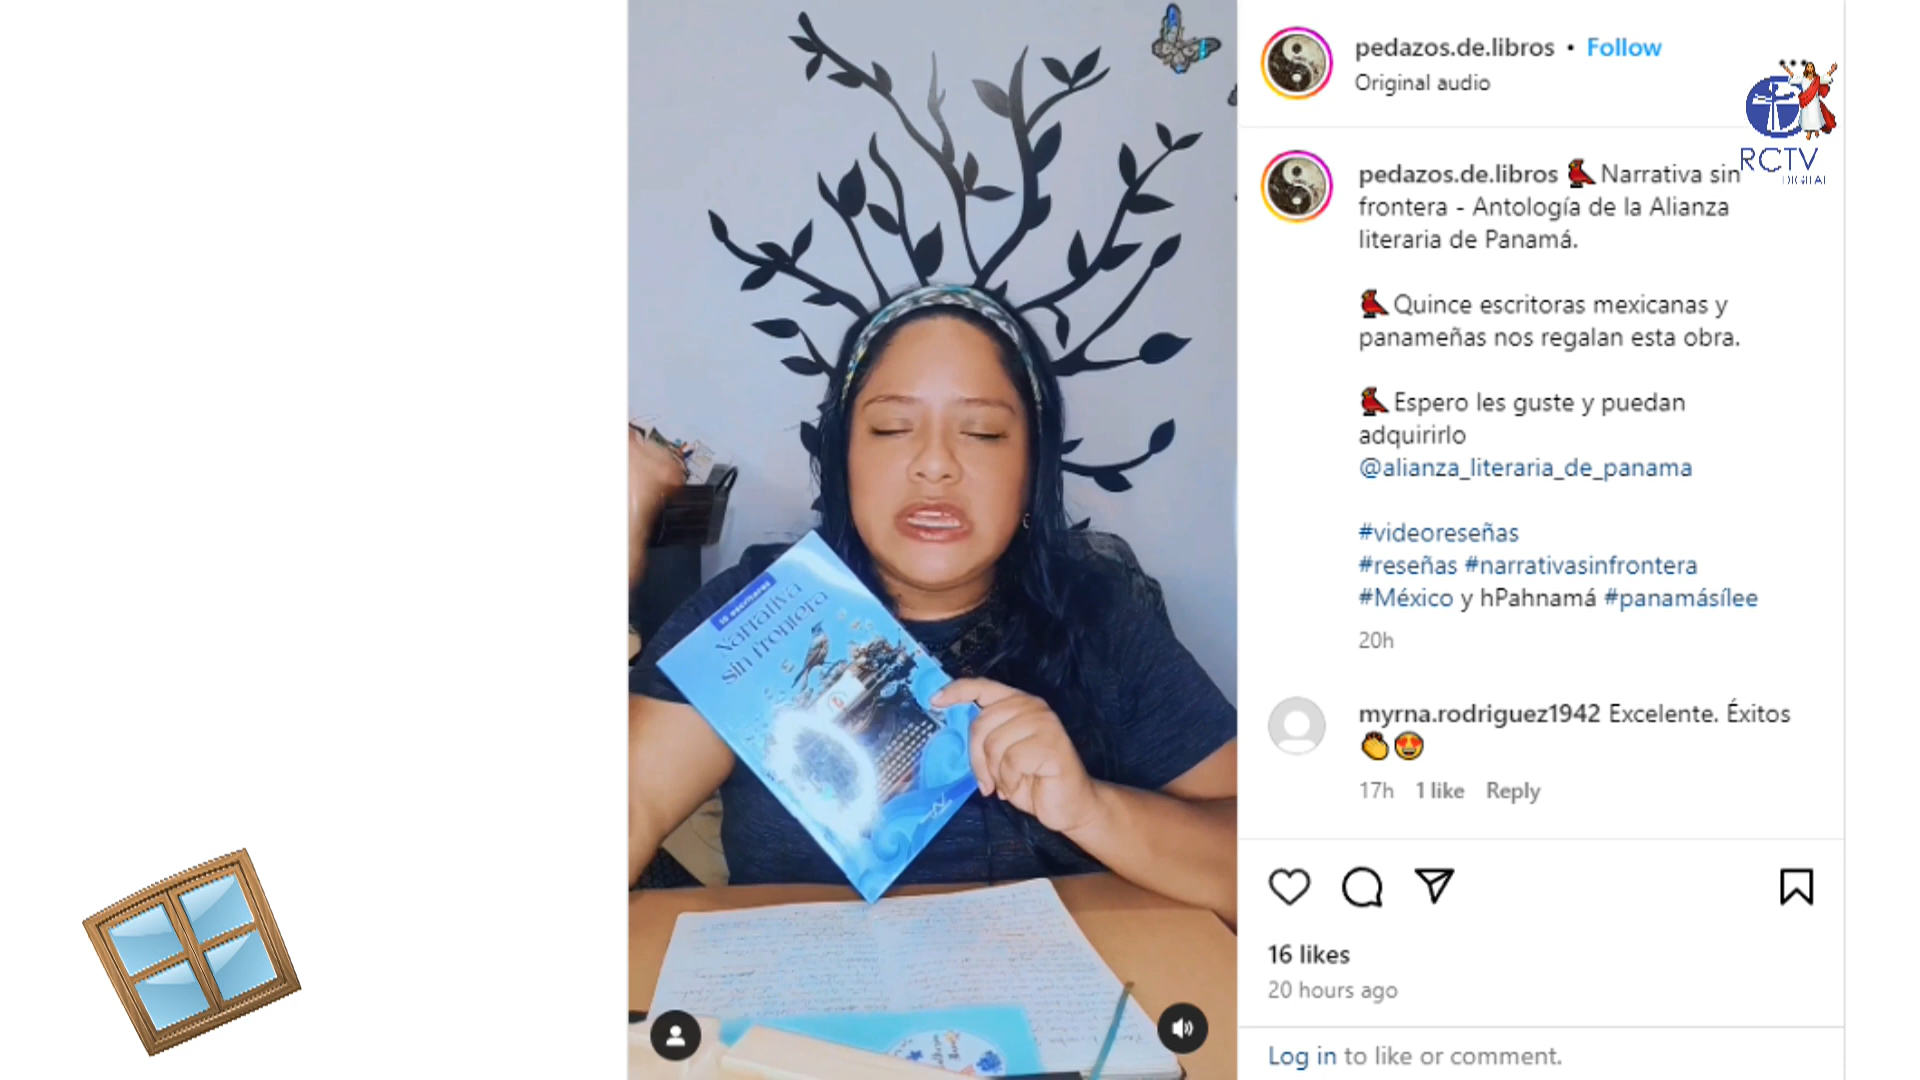 pedazos.de.libros • Follow
Original audio
RCTV
DIGITAL
pedazos.de.libros Narrativa sin
frontera - Antología de la Alianza
literaria de Panamá.
Quince escritoras mexicanas y
panameñas nos regalan esta obra.
Espero les guste y puedan
adquirirlo
@alianza_literaria_de_panama
#videoreseñas
#reseñas #narrativasinfrontera
#México y hPahnamá #panamásílee
20h
myrna.rodriguez1942 Excelente. Éxitos
17h 1 like Reply
16 likes
20 hours ago
Log in to like or comment.
15 escritoras
Narrativa
sin frontera